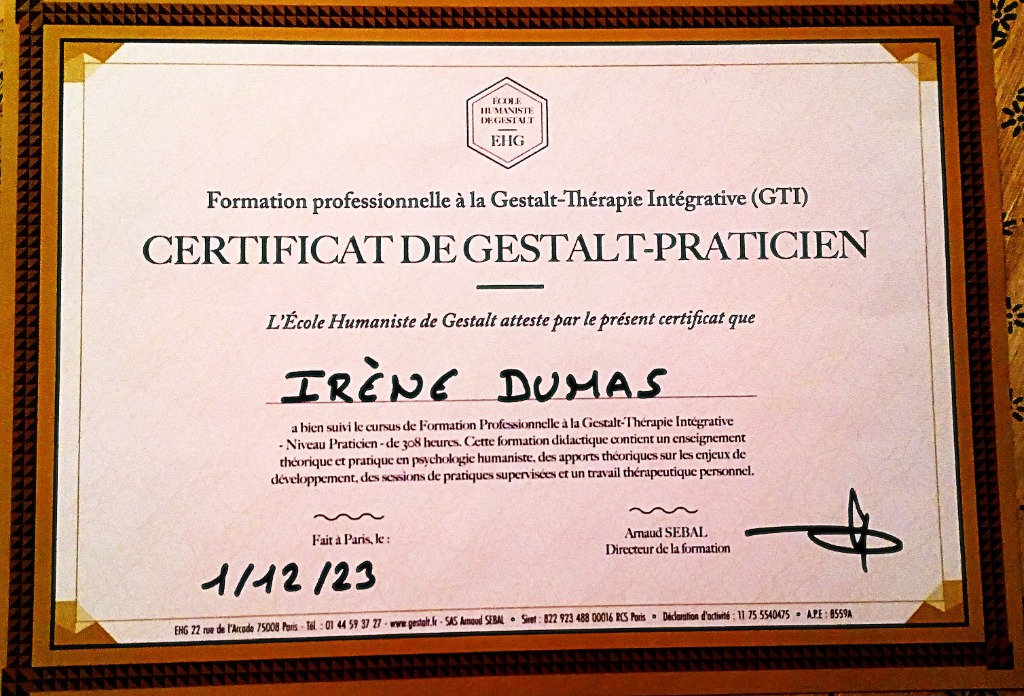 ÉCOLE
HUMANISTE
DE GESTALT
EHG
Formation professionnelle à la Gestalt-Thérapie Intégrative (GTI)
CERTIFICAT DE GESTALT-PRATICIEN
L'École Humaniste de Gestalt atteste par le présent certificat que
IRÈNE DUMAS
a bien suivi le cursus de Formation Professionnelle à la Gestalt-Thérapie Intégrative
- Niveau Praticien - de 308 heures. Cette formation didactique contient un enseignement
théorique et pratique en psychologie humaniste, des apports théoriques sur les enjeux de
développement, des sessions de pratiques supervisées et un travail thérapeutique personnel.
Fait à Paris, le :
1/12/23
Arnaud SEBAL
Directeur de la formation
EHG 22 rue de l'Arcade 75008 Paris - Tél. : 01 44 59 37 27 - www.gestalt.fr - SAS Arnaud SEBAL • Siret : 822 923 488 00016 RCS Paris • Déclaration d'activité : 11 75 5540475 • A.P.E : 8559A